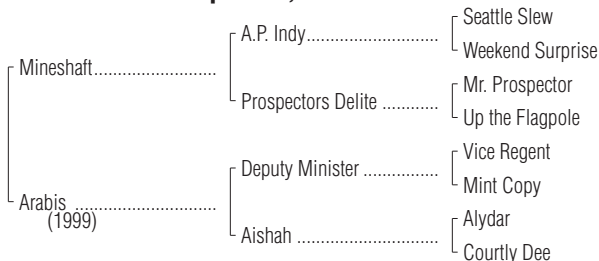 Seattle Slew
A.P. Indy
Weekend Surprise
Mineshaft
Mr. Prospector
Prospectors Delite
Up the Flagpole
Vice Regent
Deputy Minister
Mint Copy
Arabis
(1999)
Alydar
Aishah
Courtly Dee